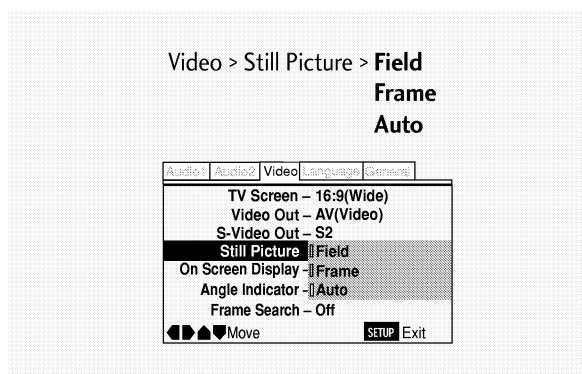 Video > Still Picture > Field
Frame
Auto
Audio1 Audio2 Video Language General
TV Screen – 16:9(Wide)
Video Out – AV(Video)
S-Video Out – S2
Still Picture Field
On Screen Display - Frame
Angle Indicator - Auto
Frame Search – Off
Move SETUP Exit